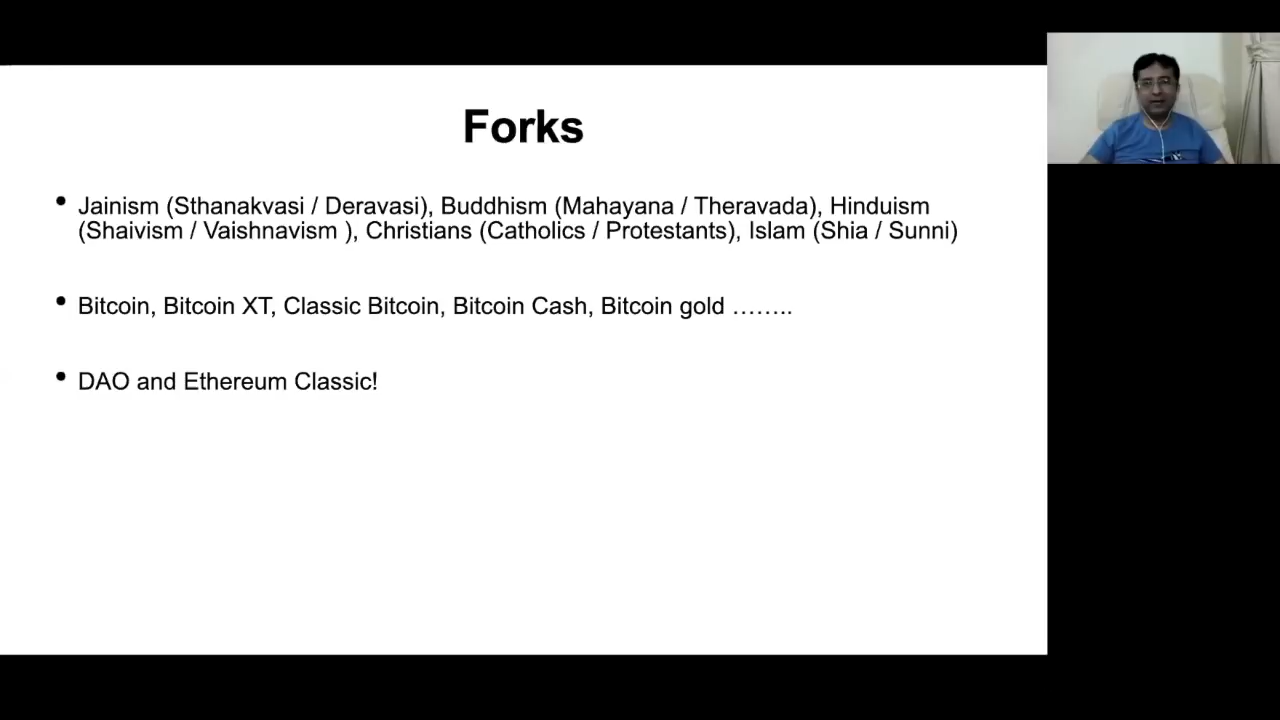 Forks
• Jainism (Sthanakvasi / Deravasi), Buddhism (Mahayana / Theravada), Hinduism
(Shaivism / Vaishnavism ), Christians (Catholics / Protestants), Islam (Shia / Sunni)
• Bitcoin, Bitcoin XT, Classic Bitcoin, Bitcoin Cash, Bitcoin gold ……..
• DAO and Ethereum Classic!